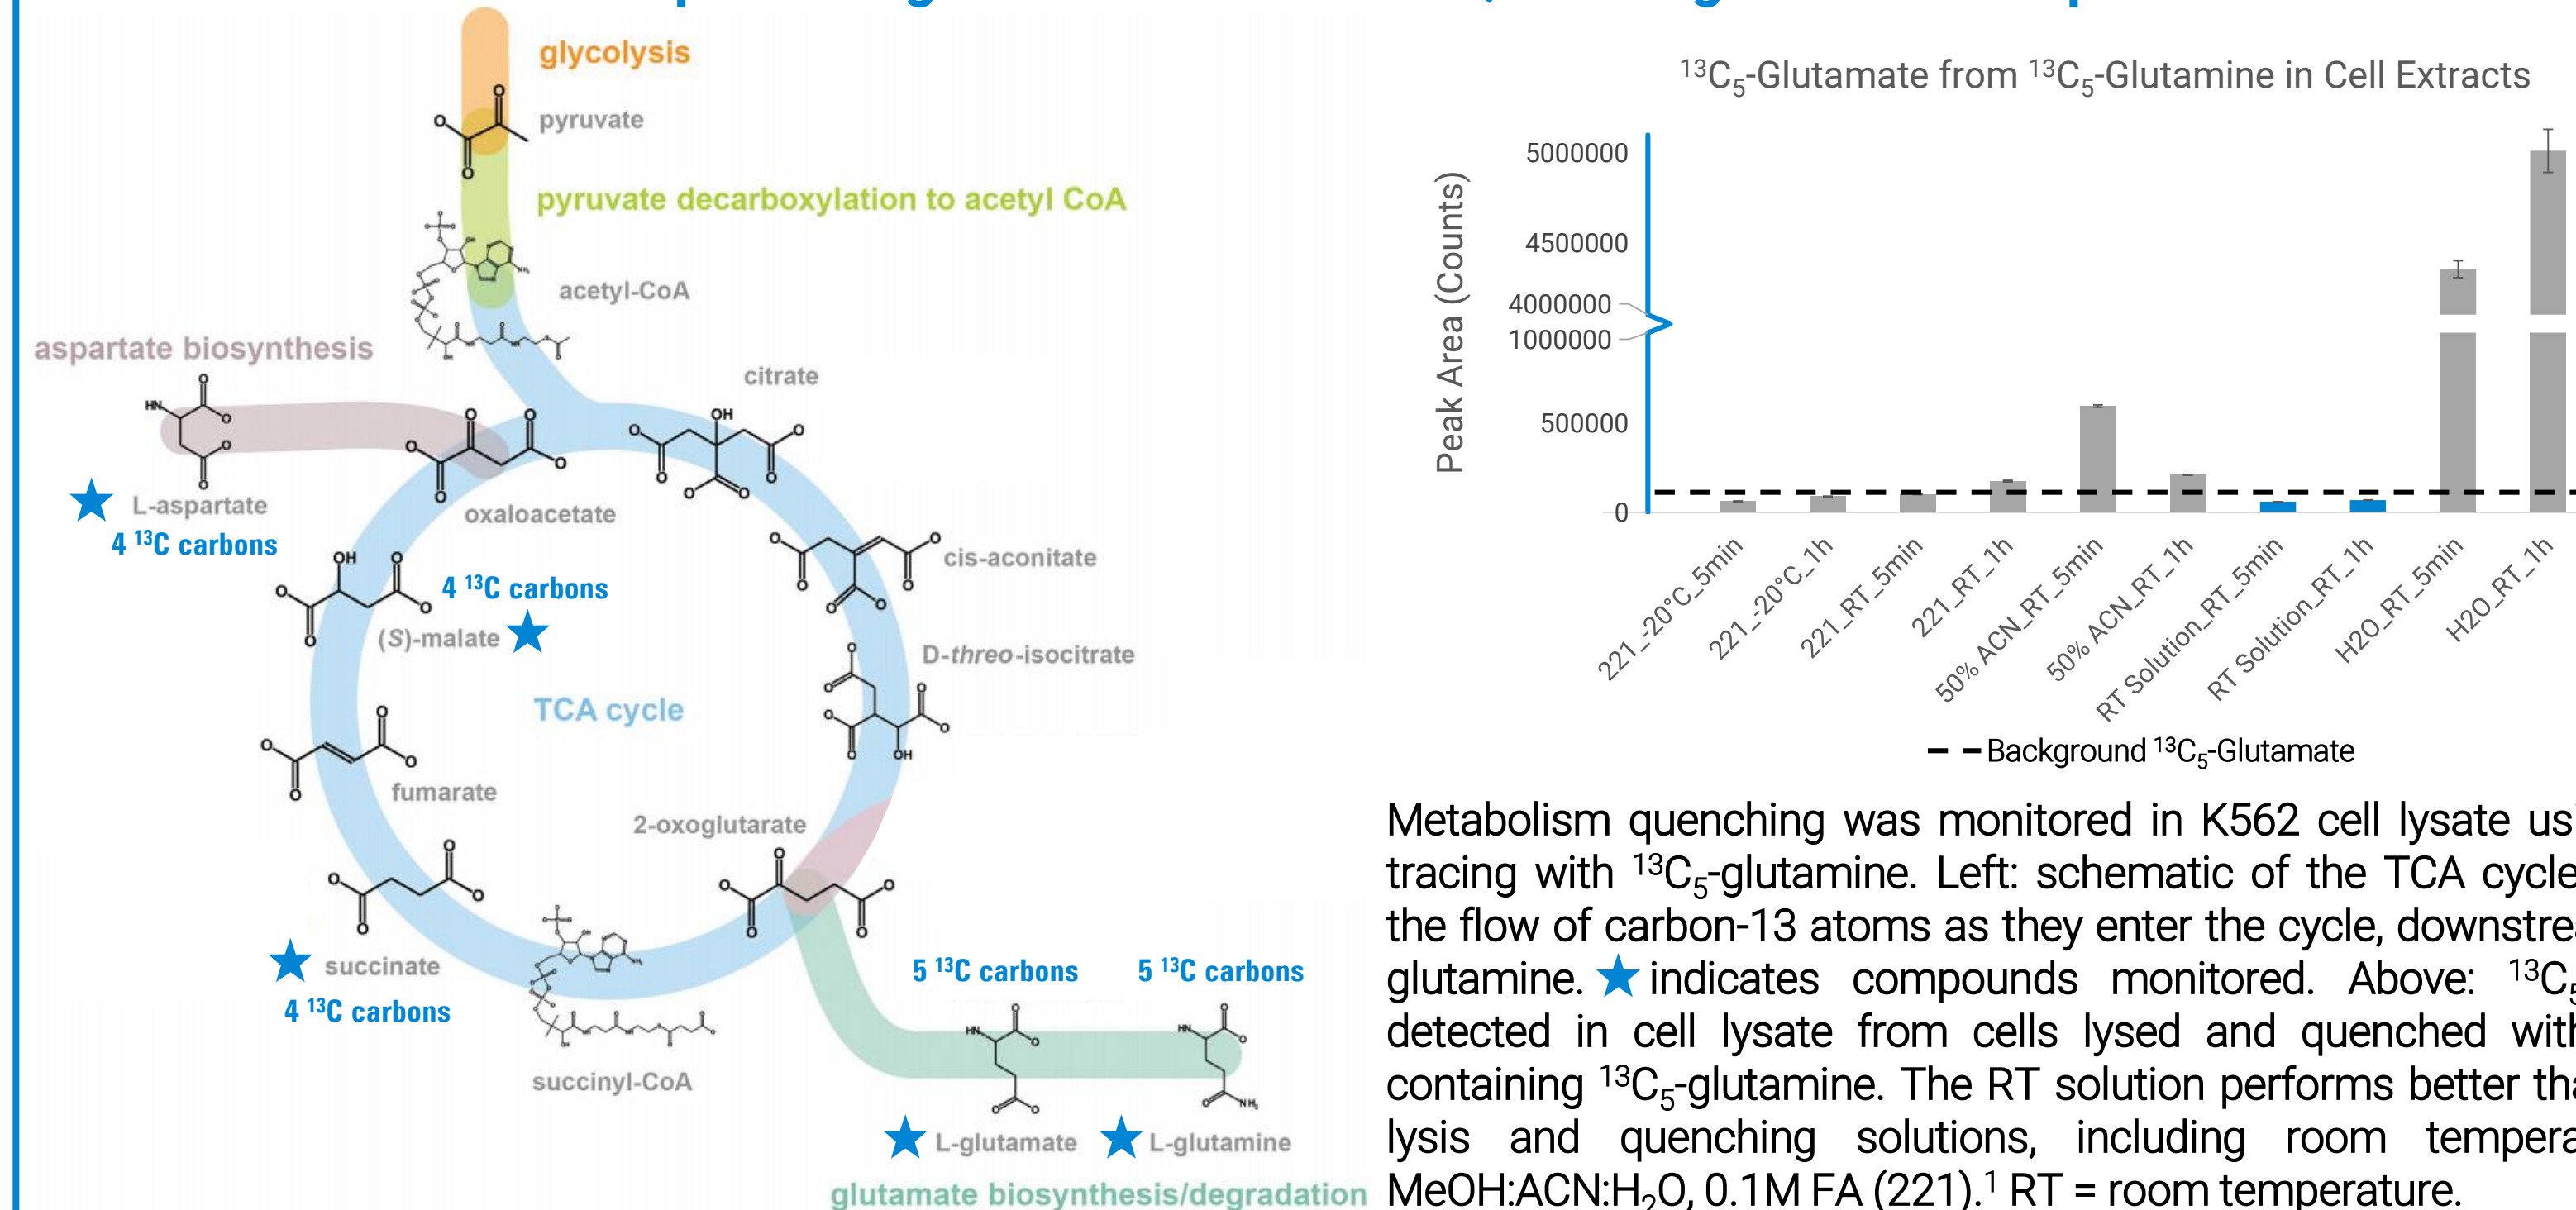 glycolysis
pyruvate
pyruvate decarboxylation to acetyl CoA
acetyl-CoA
aspartate biosynthesis
citrate
L-aspartate
4 ¹³C carbons
oxaloacetate
cis-aconitate
4 ¹³C carbons
(S)-malate
D-threo-isocitrate
TCA cycle
fumarate
2-oxoglutarate
succinate
4 ¹³C carbons
succinyl-CoA
5 ¹³C carbons
5 ¹³C carbons
L-glutamate
L-glutamine
glutamate biosynthesis/degradation
¹³C₅-Glutamate from ¹³C₅-Glutamine in Cell Extracts
Peak Area (Counts)
5000000
4500000
4000000
1000000
500000
0
221_-20°C_5min
221_-20°C_1h
221_RT_5min
221_RT_1h
50% ACN_RT_5min
50% ACN_RT_1h
RT Solution_RT_5min
RT Solution_RT_1h
H2O_RT_5min
H2O_RT_1h
Background ¹³C₅-Glutamate
Metabolism quenching was monitored in K562 cell lysate us
tracing with ¹³C₅-glutamine. Left: schematic of the TCA cycle
the flow of carbon-13 atoms as they enter the cycle, downstre
glutamine. ★ indicates compounds monitored. Above: ¹³C₅
detected in cell lysate from cells lysed and quenched with
containing ¹³C₅-glutamine. The RT solution performs better tha
lysis and quenching solutions, including room tempera
MeOH:ACN:H₂O, 0.1M FA (221).¹ RT = room temperature.